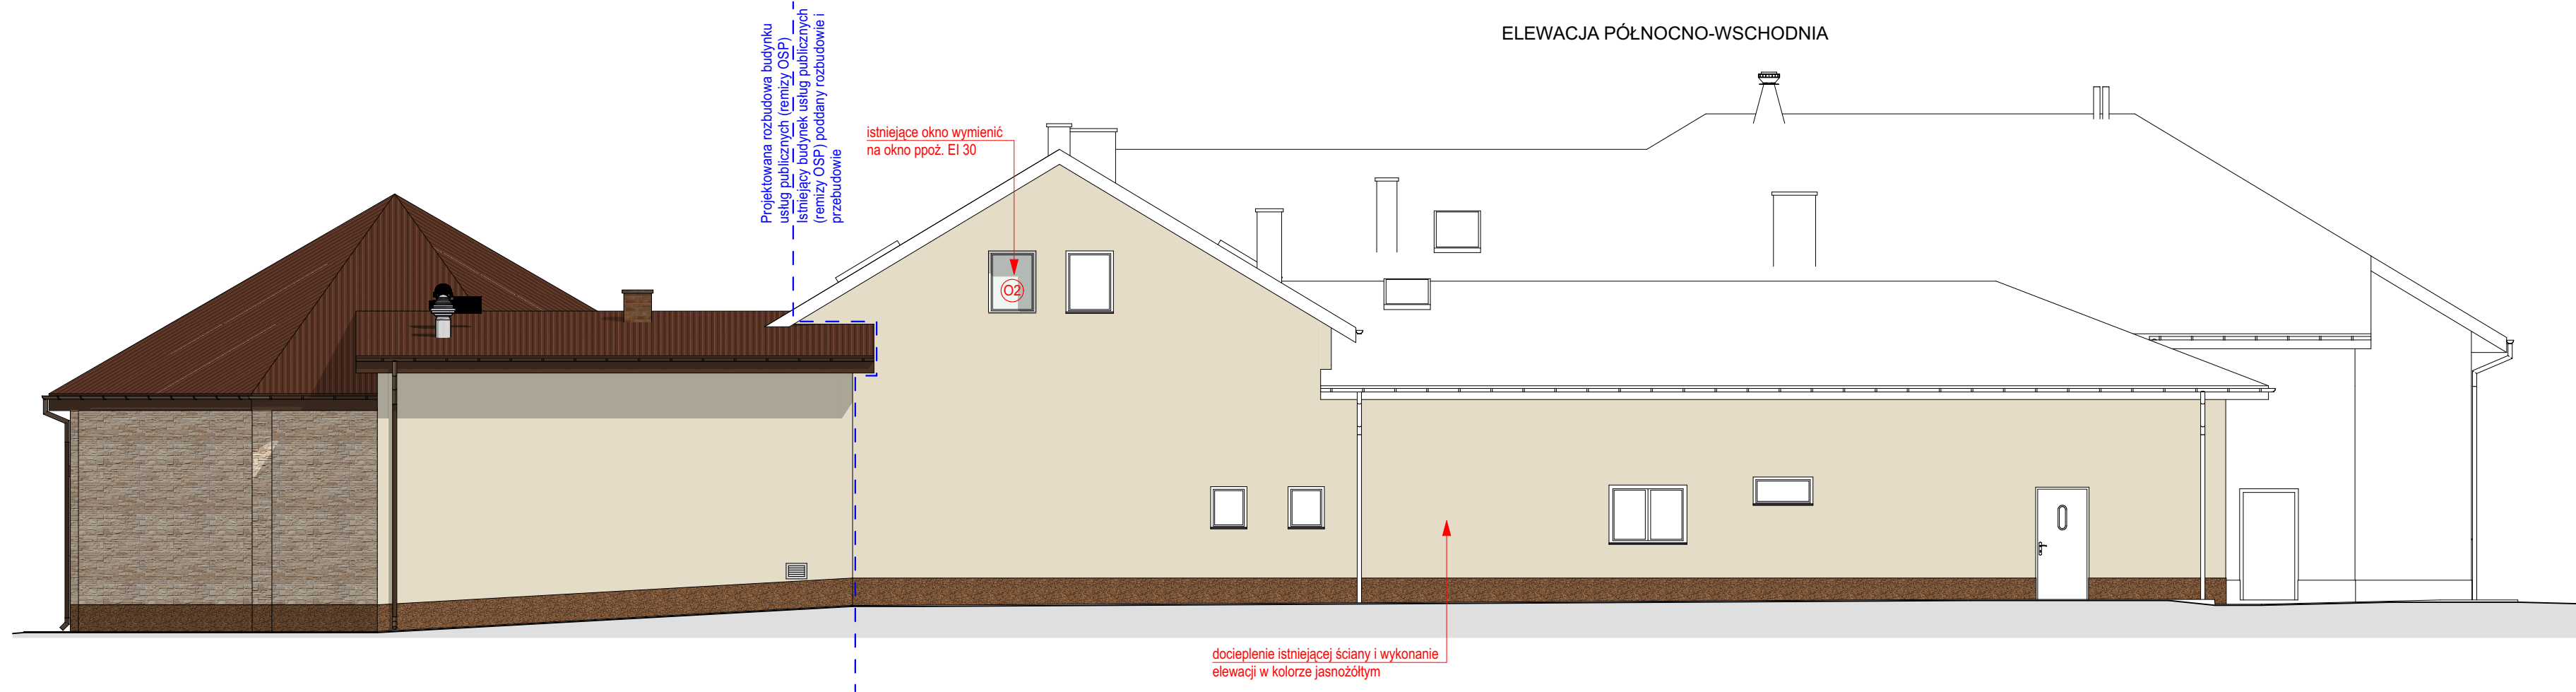 ELEWACJA PÓŁNOCNO-WSCHODNIA
Projektowana rozbudowa budynku
usług publicznych (remizy OSP)
Istniejący budynek usług publicznych
(remizy OSP) poddany rozbudowie i
przebudowie
istniejące okno wymienić
na okno ppoż. EI 30
O2
docieplenie istniejącej ściany i wykonanie
elewacji w kolorze jasnożółtym